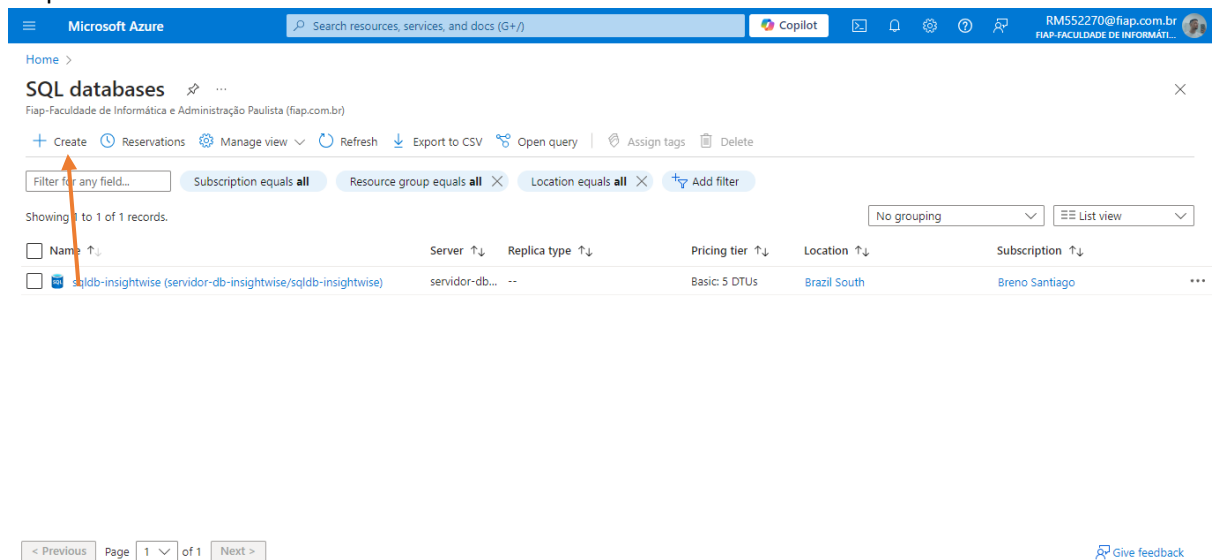 Microsoft Azure
Search resources, services, and docs (G+/)
Copilot
RM552270@fiap.com.br
FIAP-FACULDADE DE INFORMÁTI...
Home >
SQL databases
Fiap-Faculdade de Informática e Administração Paulista (fiap.com.br)
+ Create Reservations Manage view Refresh Export to CSV Open query Assign tags Delete
Filter for any field... Subscription equals all Resource group equals all Location equals all Add filter
Showing 1 to 1 of 1 records. No grouping List view
Name Server Replica type Pricing tier Location Subscription
sqldb-insightwise (servidor-db-insightwise/sqldb-insightwise) servidor-db... -- Basic: 5 DTUs Brazil South Breno Santiago
< Previous Page 1 of 1 Next > Give feedback